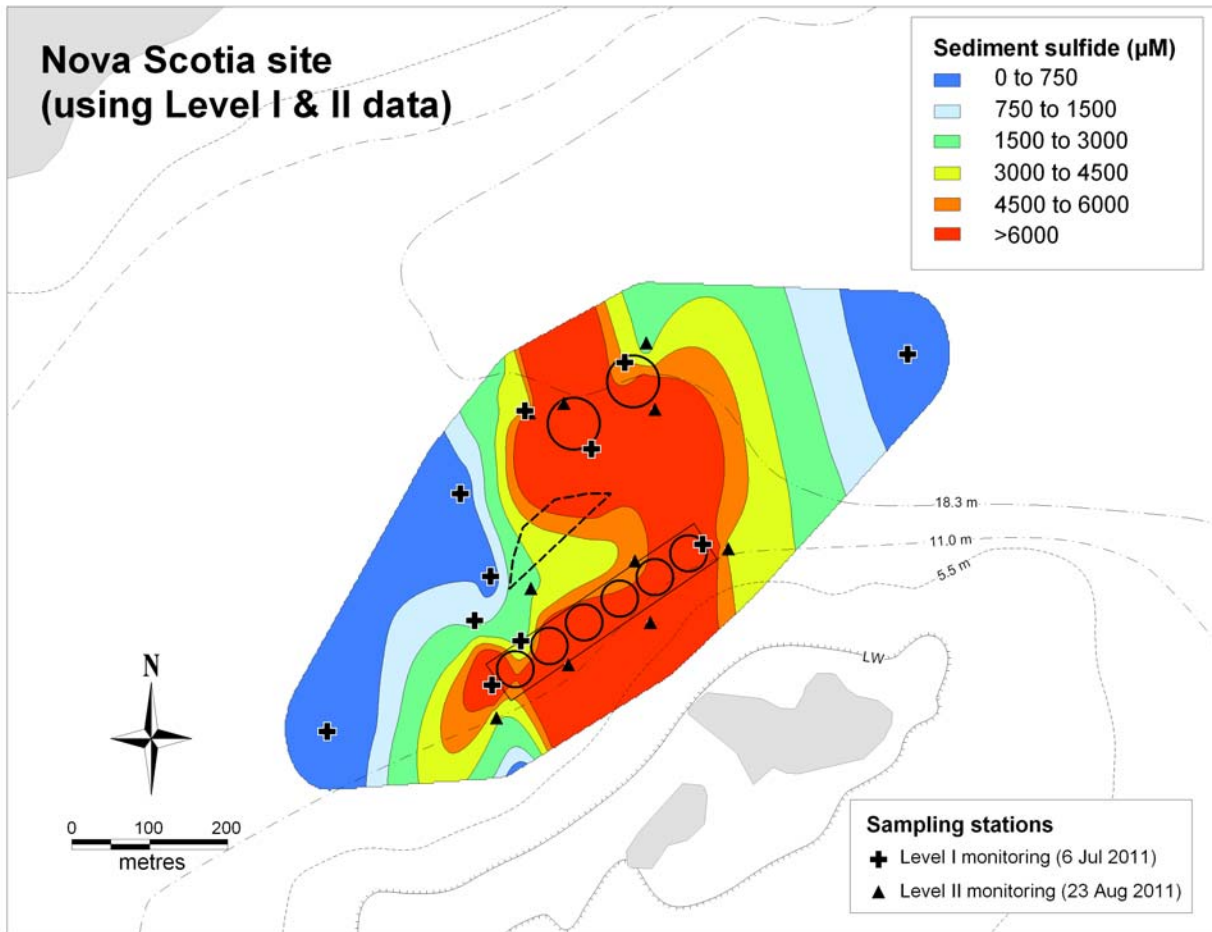 Nova Scotia site
(using Level I & II data)
Sediment sulfide (µM)
0 to 750
750 to 1500
1500 to 3000
3000 to 4500
4500 to 6000
>6000
18.3 m
11.0 m
5.5 m
LW
N
0 100 200
metres
Sampling stations
Level I monitoring (6 Jul 2011)
Level II monitoring (23 Aug 2011)